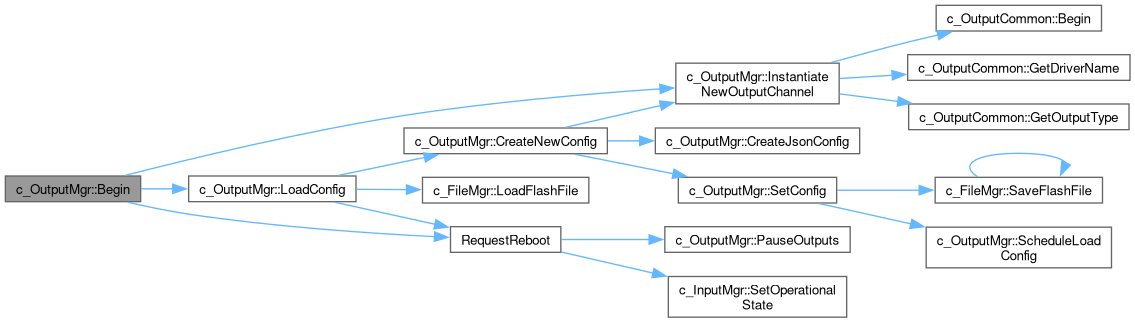 c_OutputMgr::Begin
c_OutputMgr::LoadConfig
c_OutputMgr::CreateNewConfig
c_FileMgr::LoadFlashFile
RequestReboot
c_OutputMgr::Instantiate
NewOutputChannel
c_OutputMgr::CreateJsonConfig
c_OutputMgr::SetConfig
c_OutputMgr::PauseOutputs
c_InputMgr::SetOperational
State
c_OutputCommon::Begin
c_OutputCommon::GetDriverName
c_OutputCommon::GetOutputType
c_FileMgr::SaveFlashFile
c_OutputMgr::ScheduleLoad
Config